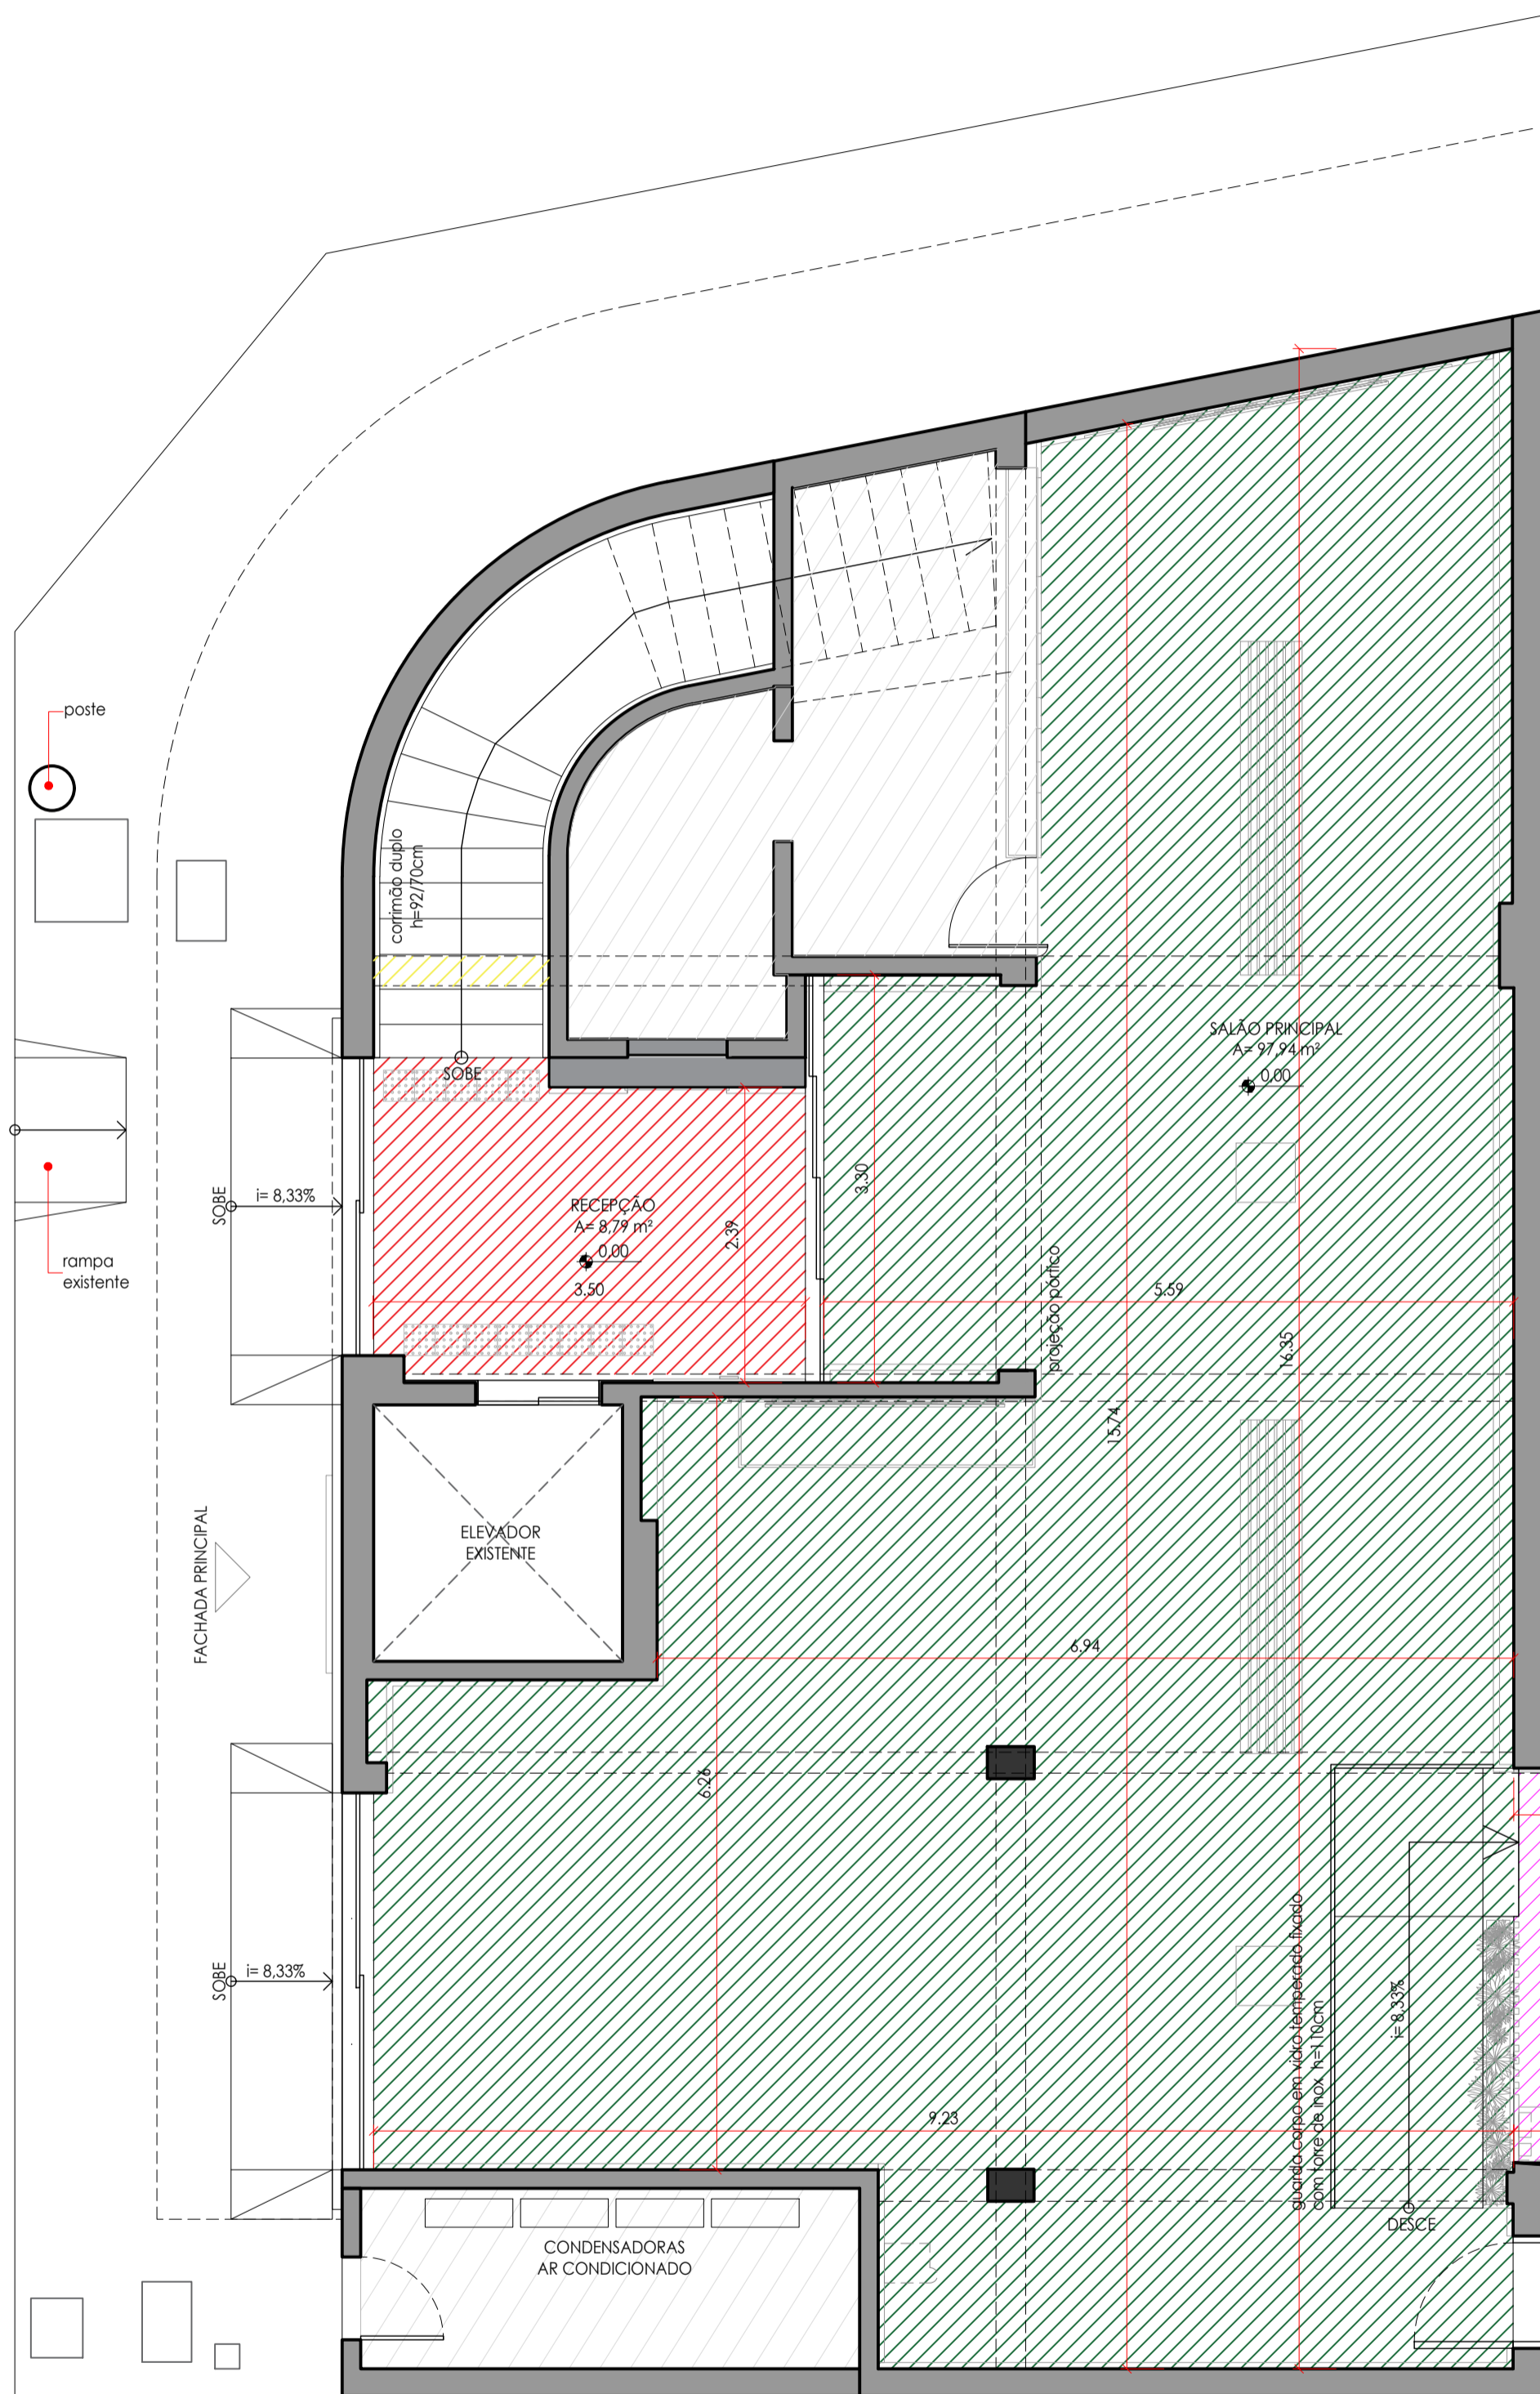 poste
corrimão duplo
h=92/70cm
SOBE
SALÃO PRINCIPAL
A= 97,94 m²
0,00
RECEPÇÃO
A= 8,79 m²
0,00
3.50
2.39
3.30
5.59
projeção pórtico
16.35
15.74
SOBE
i= 8,33%
rampa
existente
FACHADA PRINCIPAL
ELEVADOR
EXISTENTE
6.94
6.26
SOBE
i= 8,33%
9.23
guarda corpo em vidro temperado fixado
com torre de inox h=110cm
i= 8,33%
DESCE
CONDENSADORAS
AR CONDICIONADO